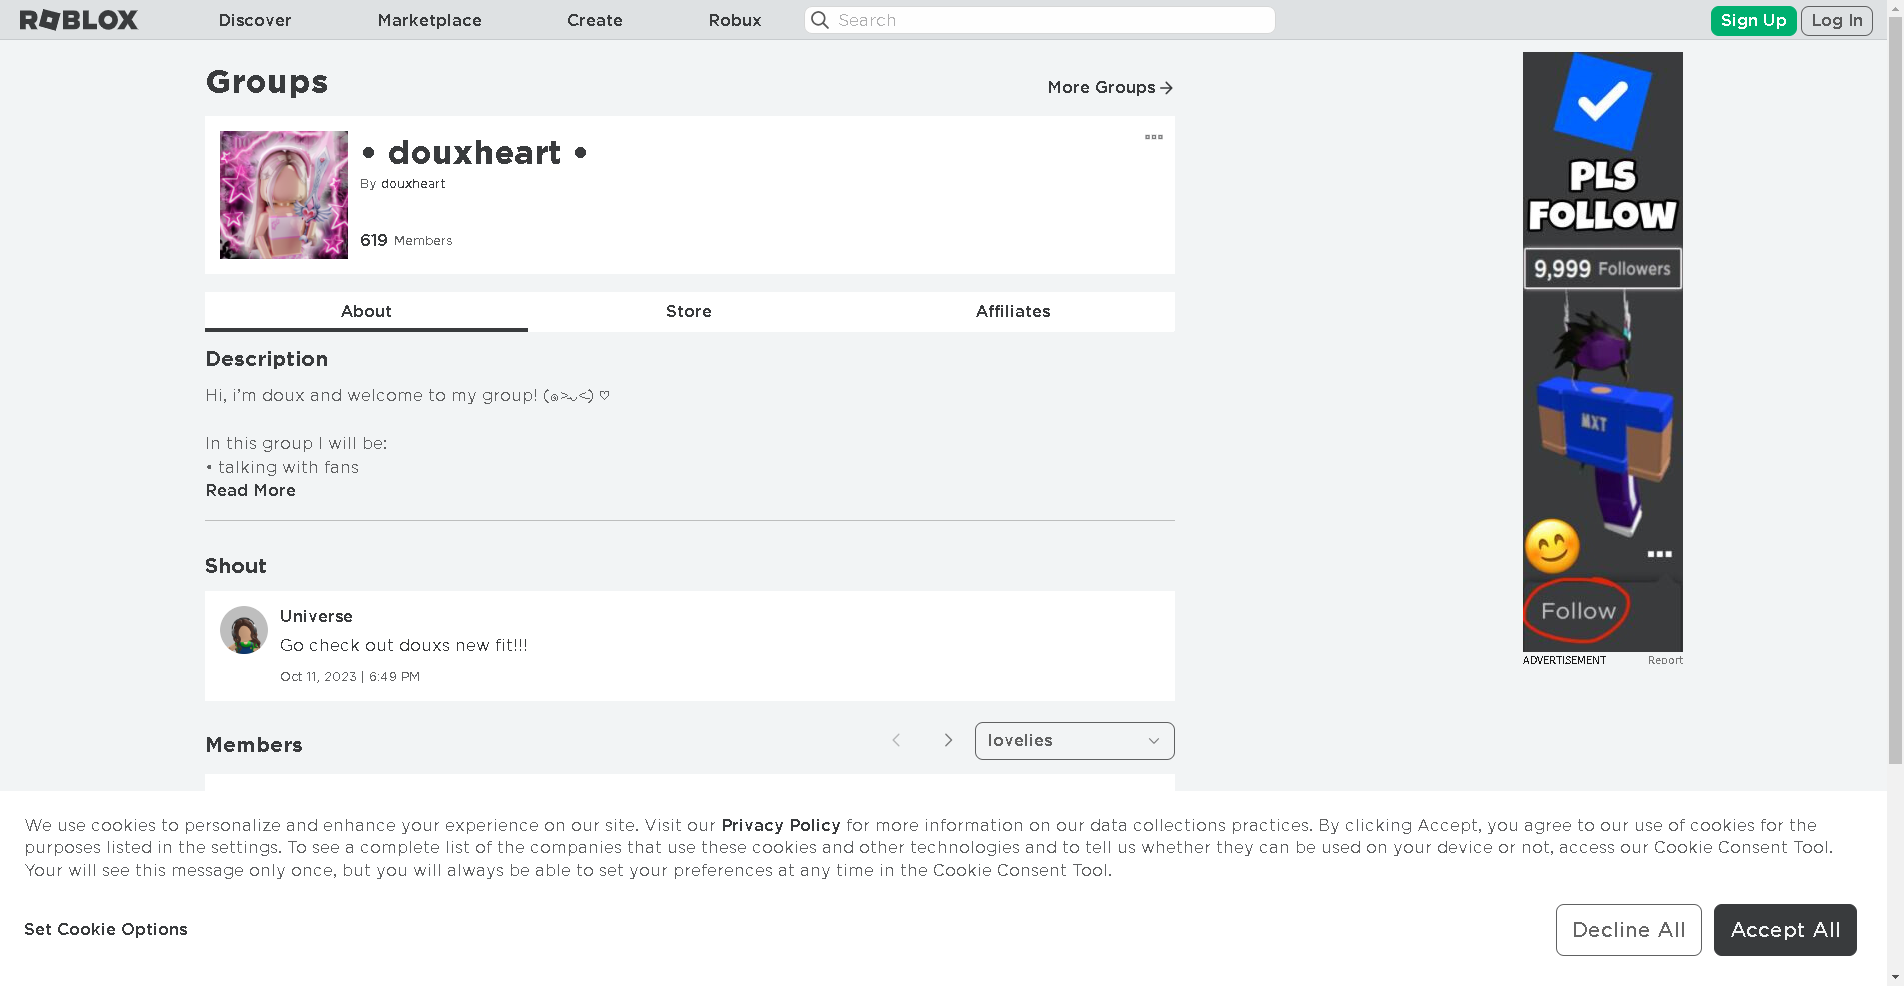 ROBLOX Discover Marketplace Create Robux Search Sign Up Log In
Groups
More Groups
• douxheart •
By douxheart
619 Members
About Store Affiliates
Description
Hi, i'm doux and welcome to my group! (๑>ᴗ<) ♡
In this group I will be:
• talking with fans
Read More
Shout
Universe
Go check out douxs new fit!!!
Oct 11, 2023 | 6:49 PM
Members
lovelies
PLS
FOLLOW
9,999 Followers
MXT
Follow
ADVERTISEMENT Report
We use cookies to personalize and enhance your experience on our site. Visit our Privacy Policy for more information on our data collections practices. By clicking Accept, you agree to our use of cookies for the
purposes listed in the settings. To see a complete list of the companies that use these cookies and other technologies and to tell us whether they can be used on your device or not, access our Cookie Consent Tool.
Your will see this message only once, but you will always be able to set your preferences at any time in the Cookie Consent Tool.
Set Cookie Options
Decline All
Accept All